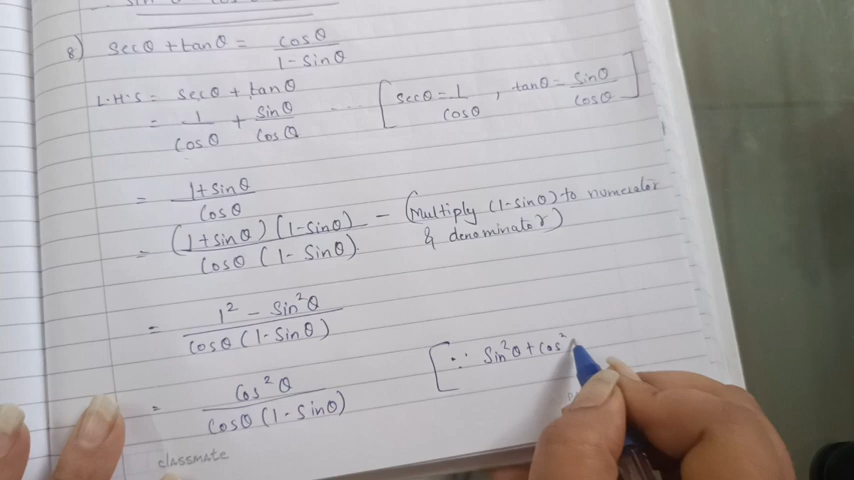 8) secθ + tanθ = cosθ / 1 - sinθ
L.H.S = secθ + tanθ
= 1/cosθ + sinθ/cosθ ---- [secθ = 1/cosθ , tanθ = sinθ/cosθ]
= 1 + sinθ / cosθ
= (1 + sinθ) (1 - sinθ) / cosθ (1 - sinθ) - (Multiply (1 - sinθ) to numerator
& denominator)
= 1² - sin²θ / cosθ (1 - sinθ)
= cos²θ / cosθ (1 - sinθ) [∵ sin²θ + cos²
classmate